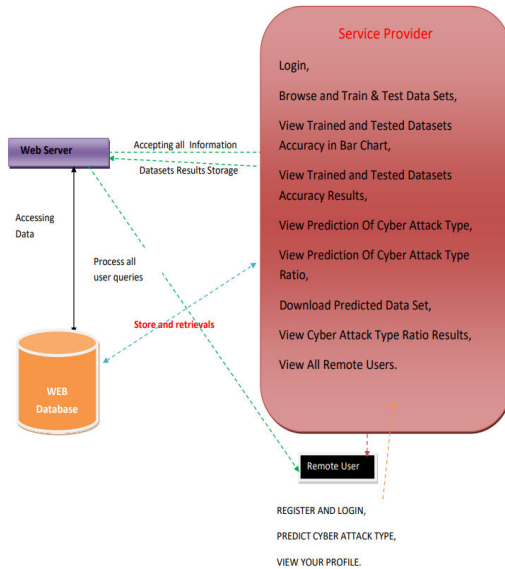 Service Provider
Login,
Browse and Train & Test Data Sets,
View Trained and Tested Datasets
Accuracy in Bar Chart,
View Trained and Tested Datasets
Accuracy Results,
View Prediction Of Cyber Attack Type,
View Prediction Of Cyber Attack Type
Ratio,
Download Predicted Data Set,
View Cyber Attack Type Ratio Results,
View All Remote Users.
Web Server
Accepting all Information
Datasets Results Storage
Accessing
Data
Process all
user queries
Store and retrievals
WEB
Database
Remote User
REGISTER AND LOGIN,
PREDICT CYBER ATTACK TYPE,
VIEW YOUR PROFILE.